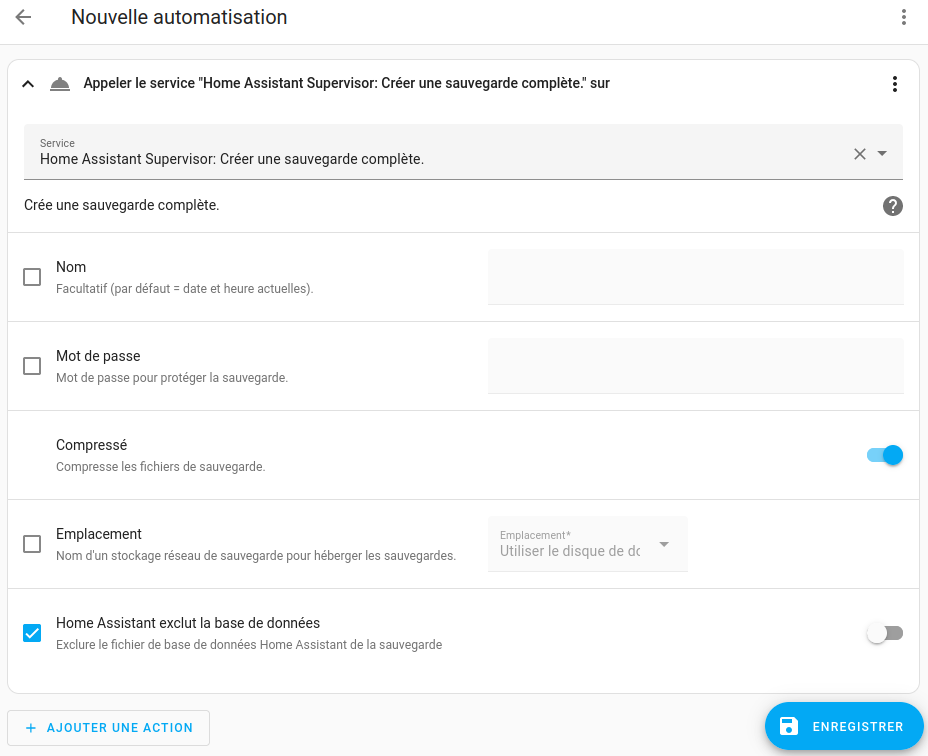 Nouvelle automatisation
Appeler le service "Home Assistant Supervisor: Créer une sauvegarde complète." sur
Service
Home Assistant Supervisor: Créer une sauvegarde complète.
Crée une sauvegarde complète.
Nom
Facultatif (par défaut = date et heure actuelles).
Mot de passe
Mot de passe pour protéger la sauvegarde.
Compressé
Compresse les fichiers de sauvegarde.
Emplacement
Nom d'un stockage réseau de sauvegarde pour héberger les sauvegardes.
Emplacement*
Utiliser le disque de dc
Home Assistant exclut la base de données
Exclure le fichier de base de données Home Assistant de la sauvegarde
+ AJOUTER UNE ACTION
ENREGISTRER